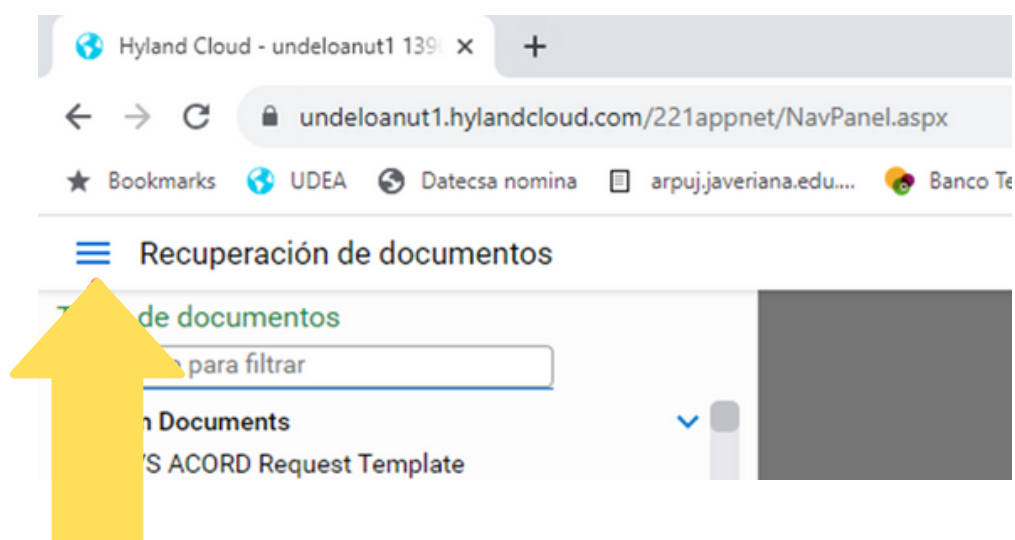 Hyland Cloud - undeloanut1 139
undeloanut1.hylandcloud.com/221appnet/NavPanel.aspx
Bookmarks UDEA Datecsa nomina arpuj.javeriana.edu.... Banco Te
Recuperación de documentos
de documentos
para filtrar
Documents
ACORD Request Template